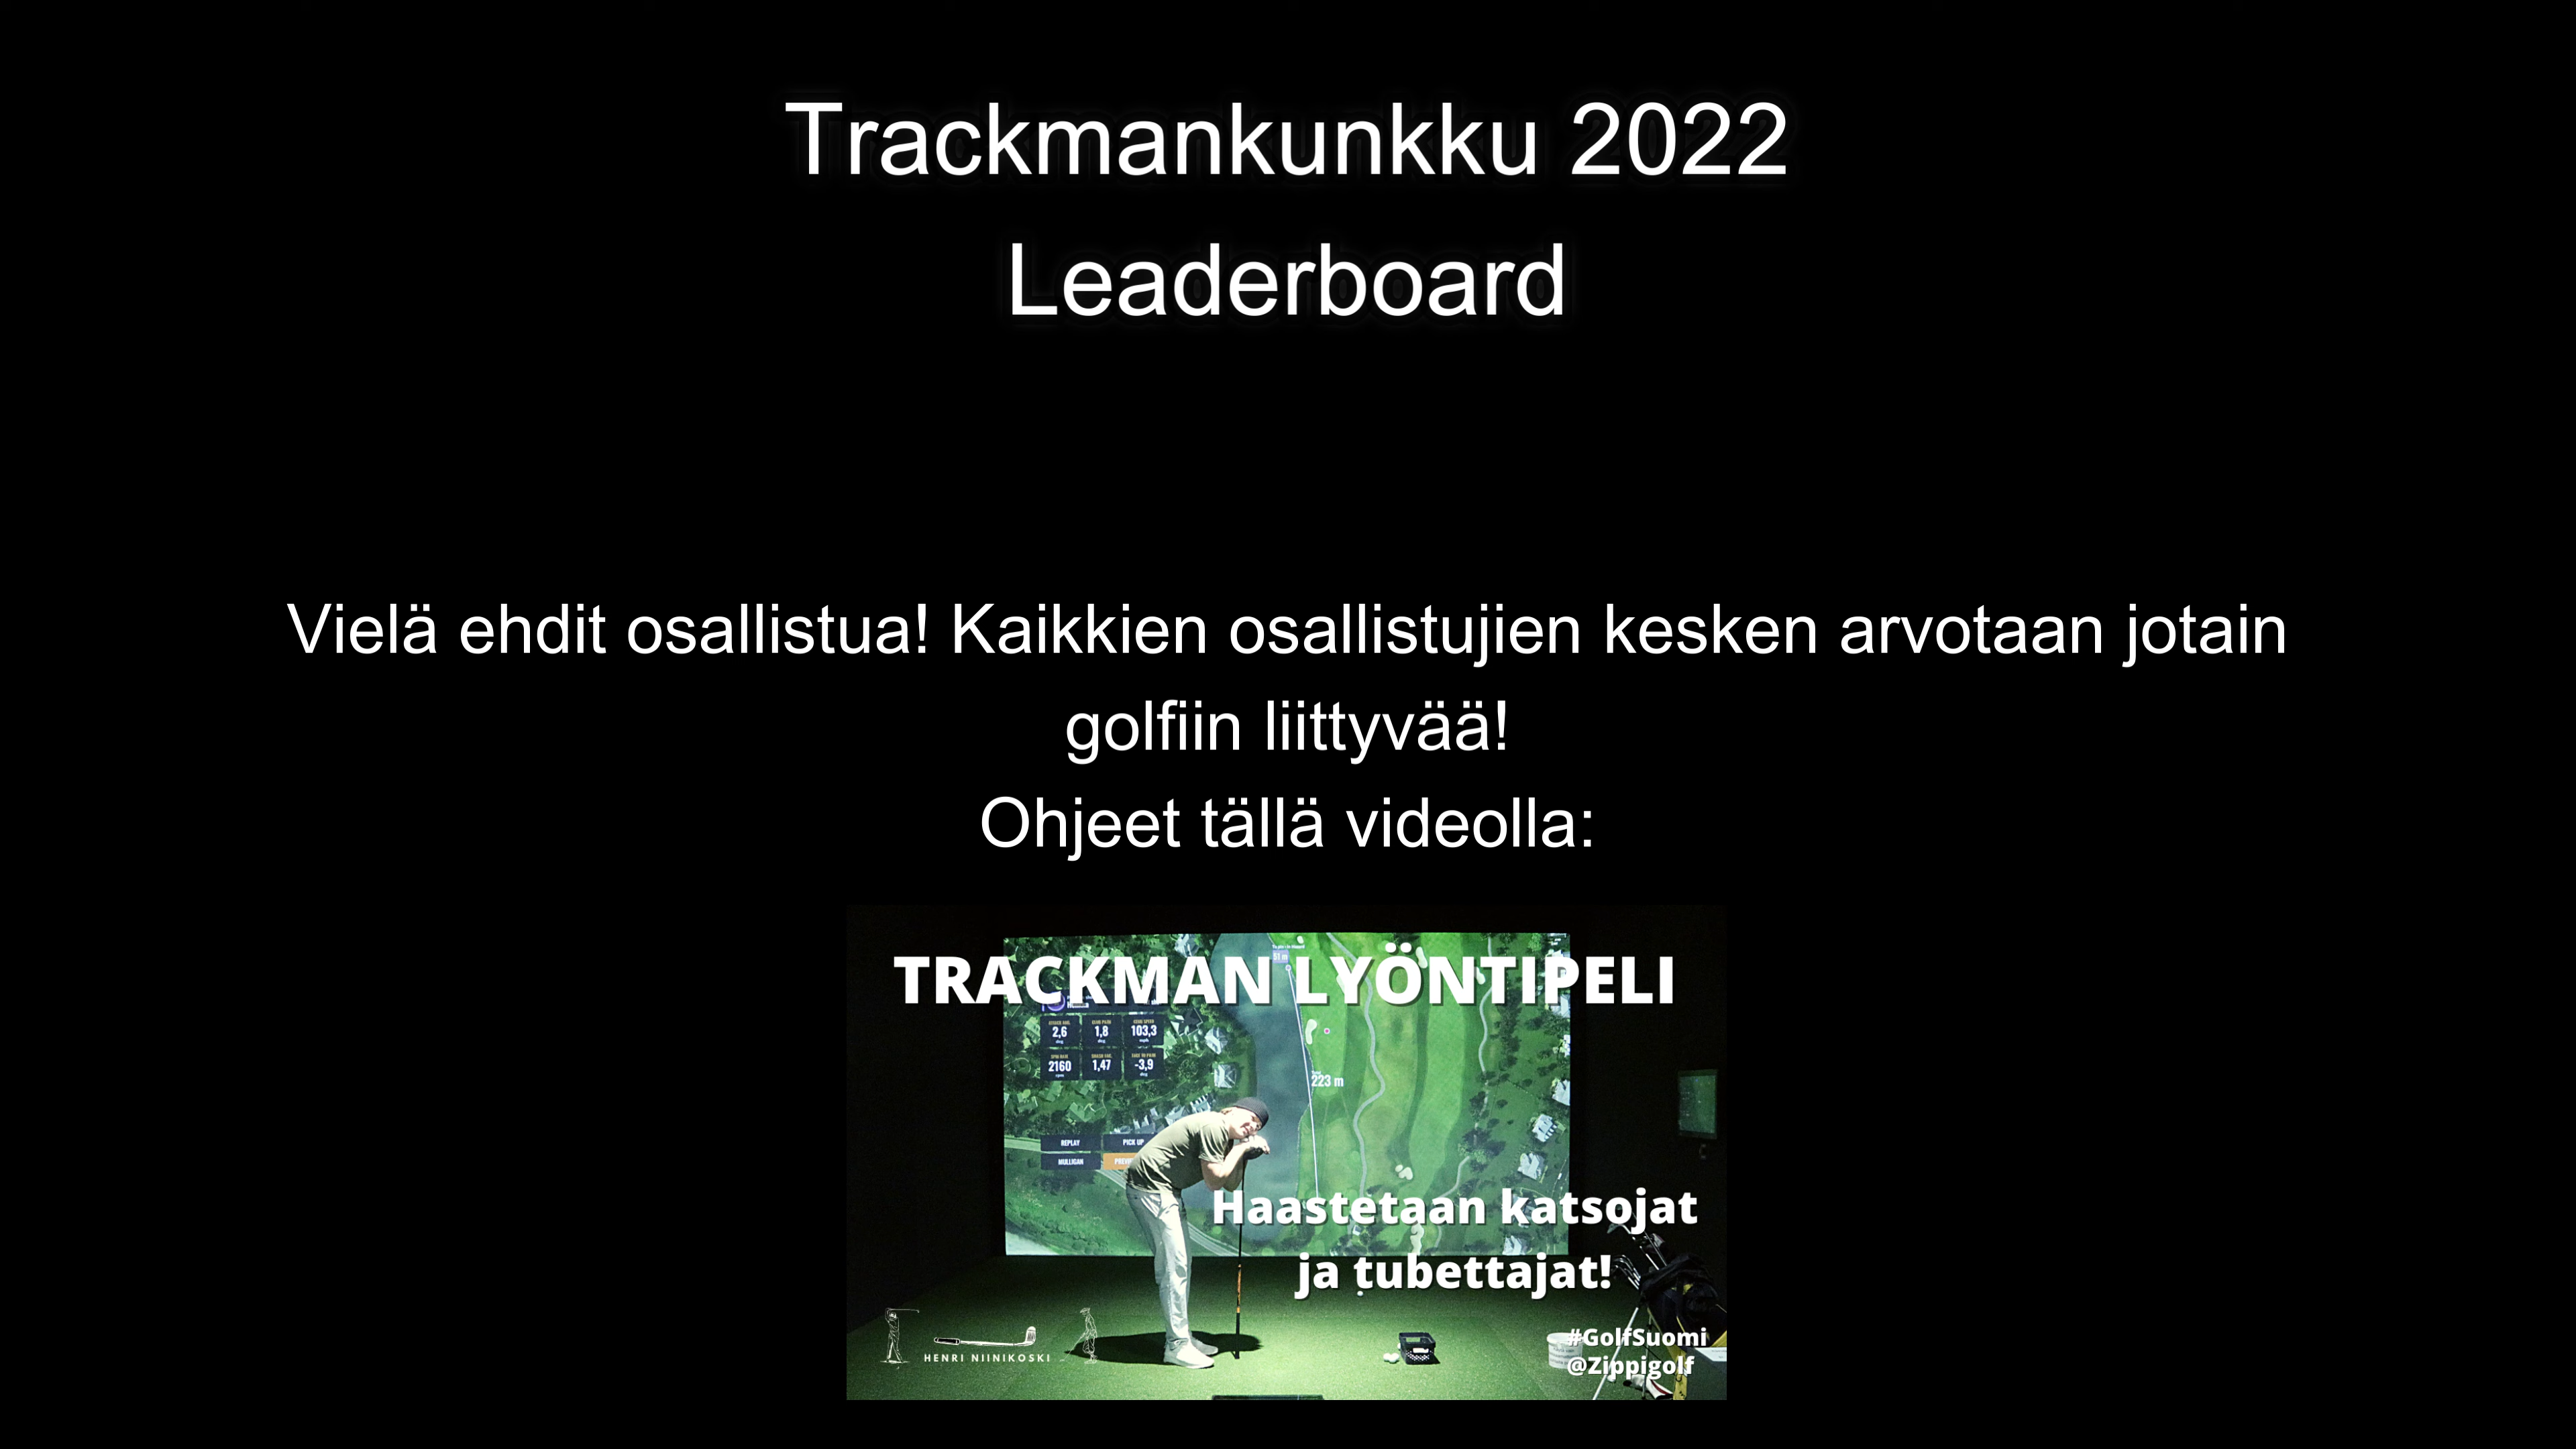 Trackmankunkku 2022
Leaderboard
Vielä ehdit osallistua! Kaikkien osallistujien kesken arvotaan jotain
golfiin liittyvää!
Ohjeet tällä videolla:
TRACKMAN LYÖNTIPELI
51 m
2,6
1,8
103,3
2160
1,47
-3,9
223 m
REPLAY
PICK UP
MULLIGAN
Haastetaan katsojat
ja tubettajat!
HENRI NIINIKOSKI
#GolfSuomi
@Zippigolf